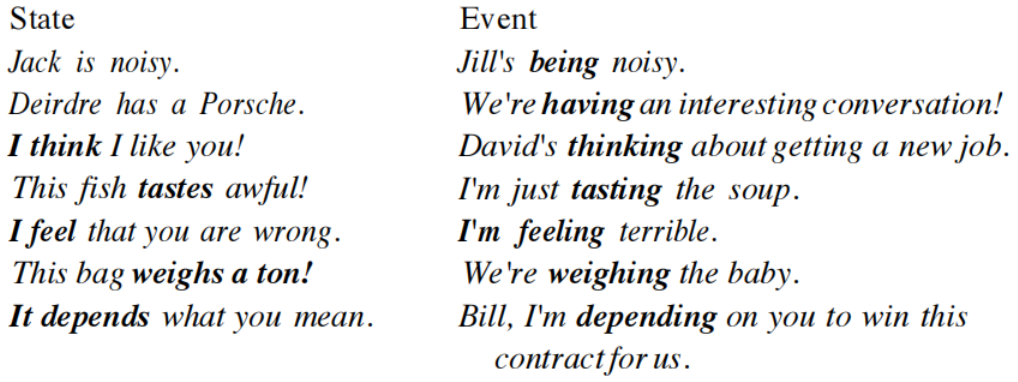 State Event
Jack is noisy. Jill's being noisy.
Deirdre has a Porsche. We're having an interesting conversation!
I think I like you! David's thinking about getting a new job.
This fish tastes awful! I'm just tasting the soup.
I feel that you are wrong. I'm feeling terrible.
This bag weighs a ton! We're weighing the baby.
It depends what you mean. Bill, I'm depending on you to win this
contract for us.